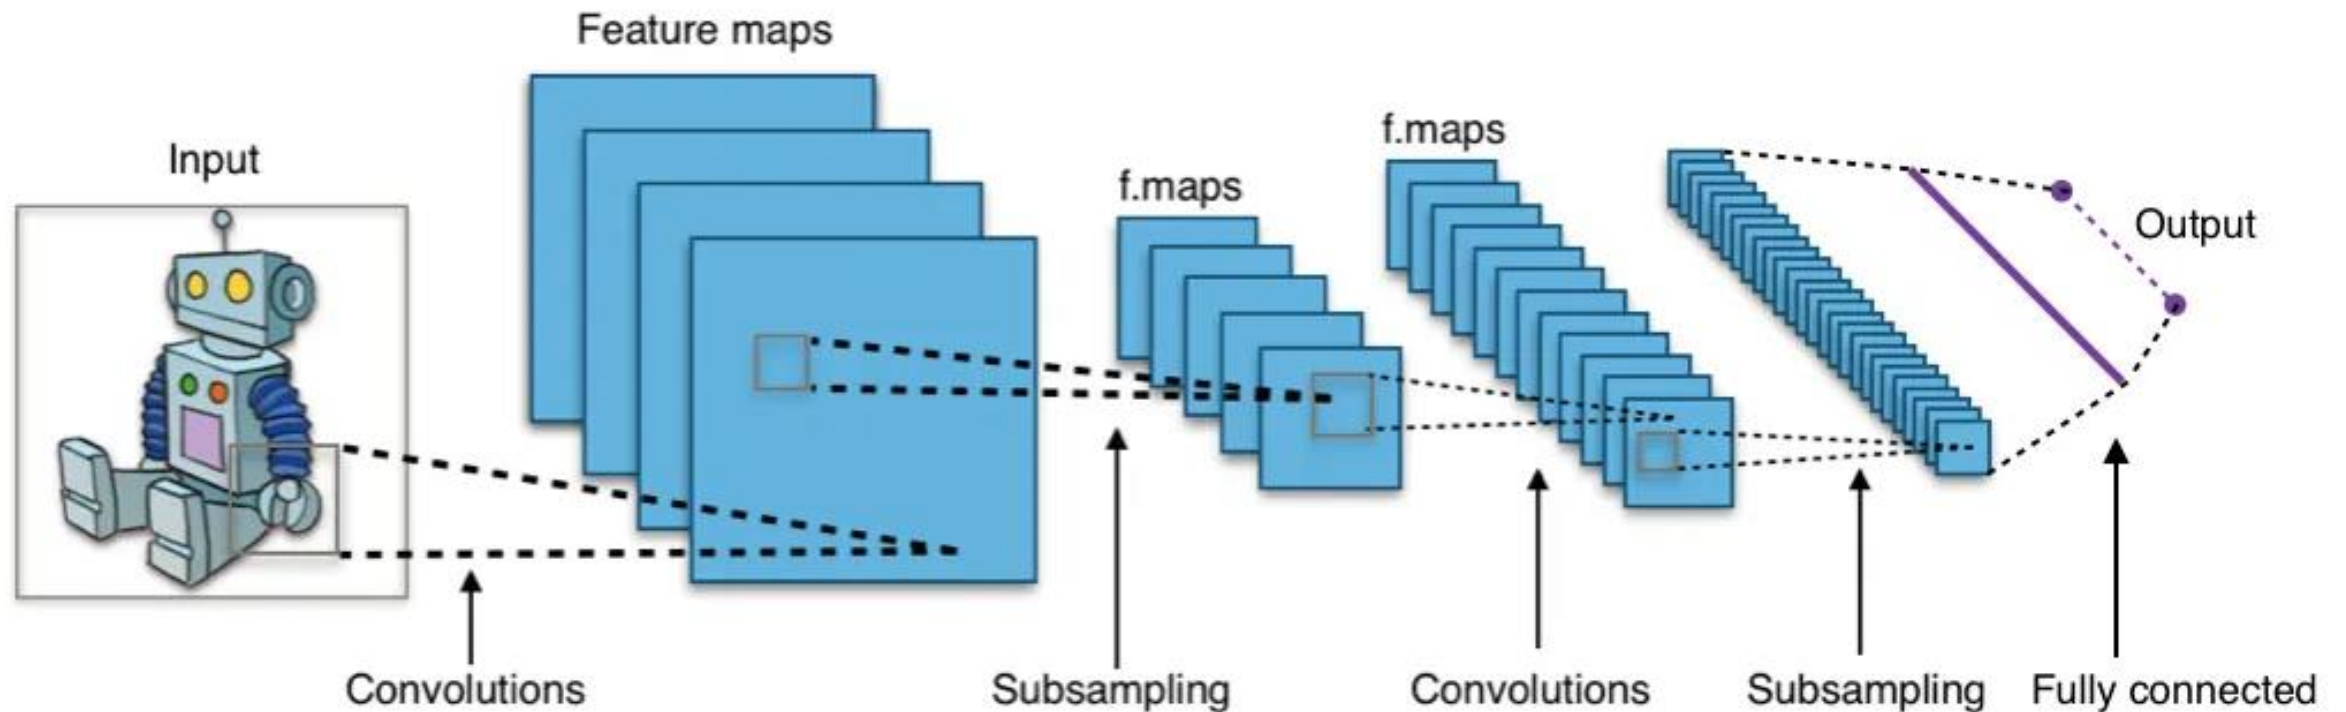 Feature maps
Input
f.maps
f.maps
Output
Convolutions
Subsampling
Convolutions
Subsampling
Fully connected